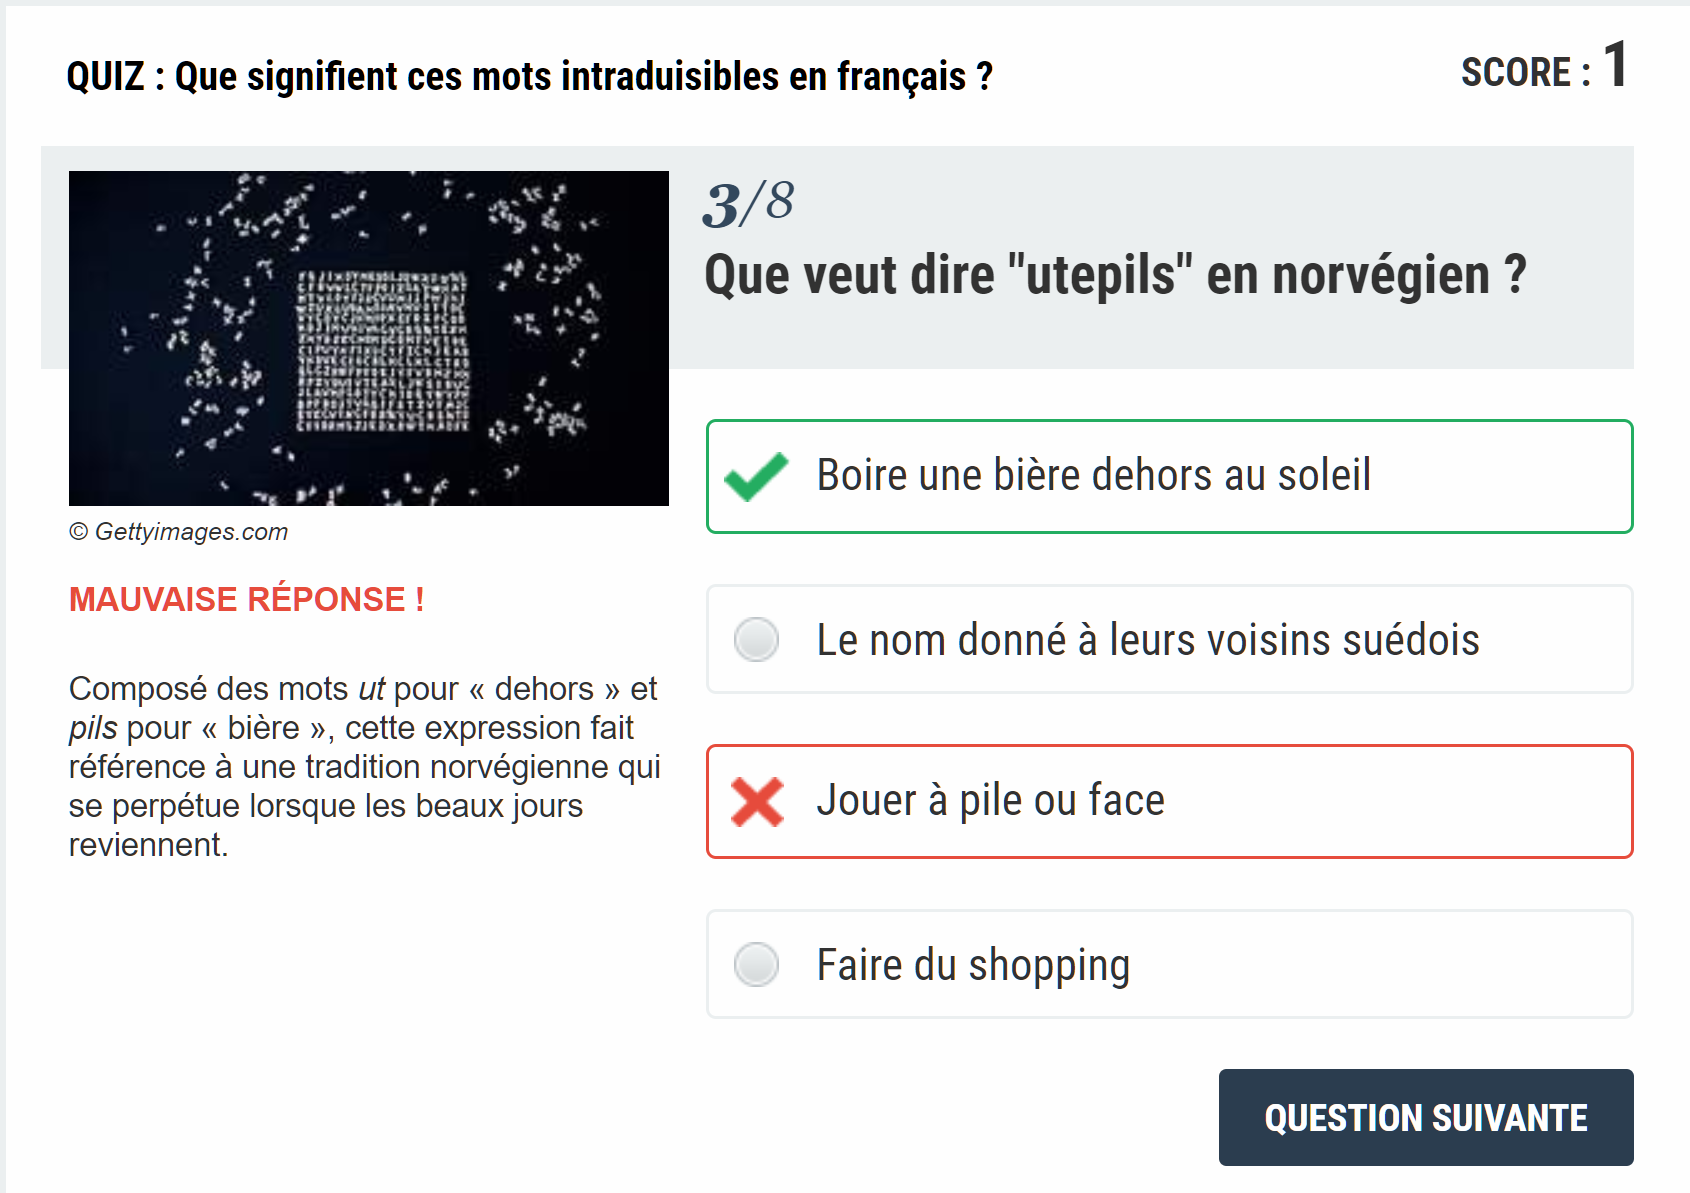 QUIZ : Que signifient ces mots intraduisibles en français ?
SCORE : 1
3/8
Que veut dire "utepils" en norvégien ?
© Gettyimages.com
MAUVAISE RÉPONSE !
Composé des mots ut pour « dehors » et
pils pour « bière », cette expression fait
référence à une tradition norvégienne qui
se perpétue lorsque les beaux jours
reviennent.
Boire une bière dehors au soleil
Le nom donné à leurs voisins suédois
Jouer à pile ou face
Faire du shopping
QUESTION SUIVANTE